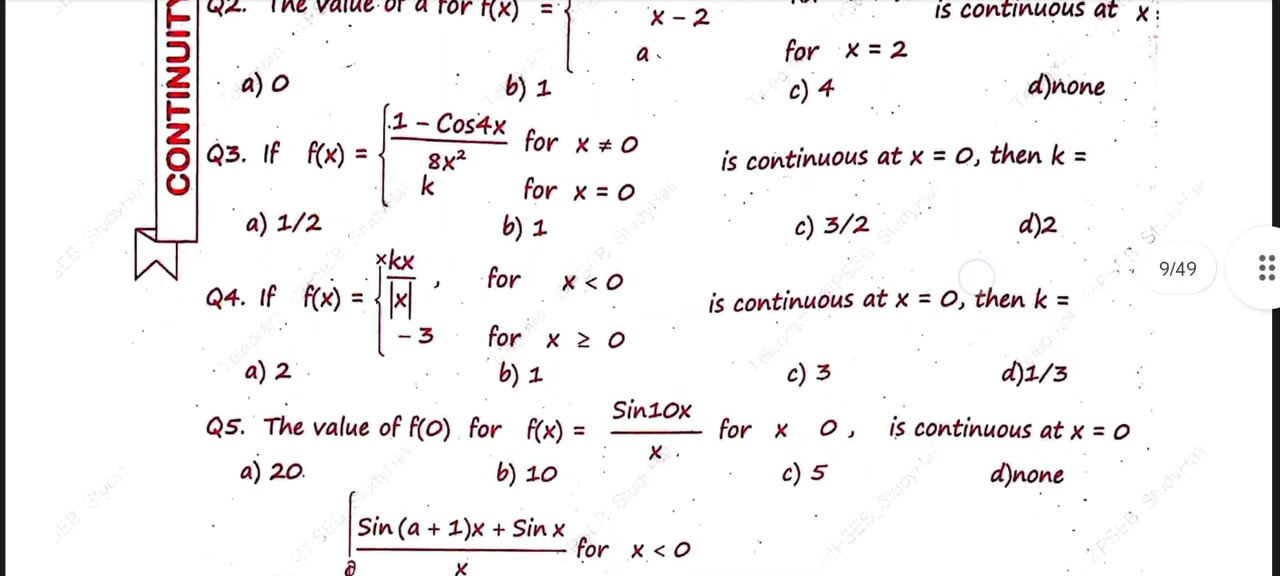 CONTINUITY
Q2. The value of a for f(x) = { x - 2 is continuous at x
a. for x = 2
a) 0 b) 1 c) 4 d)none
Q3. If f(x) = { 1 - Cos4x / 8x² for x ≠ 0 is continuous at x = 0, then k =
k for x = 0
a) 1/2 b) 1 c) 3/2 d)2
Q4. If f(x) = { xkx / |x| , for x < 0 is continuous at x = 0, then k =
- 3 for x ≥ 0
a) 2 b) 1 c) 3 d)1/3
9/49
Q5. The value of f(0) for f(x) = Sin10x / x . for x 0 , is continuous at x = 0
a) 20. b) 10 c) 5 d)none
Sin (a + 1)x + Sin x / x for x < 0